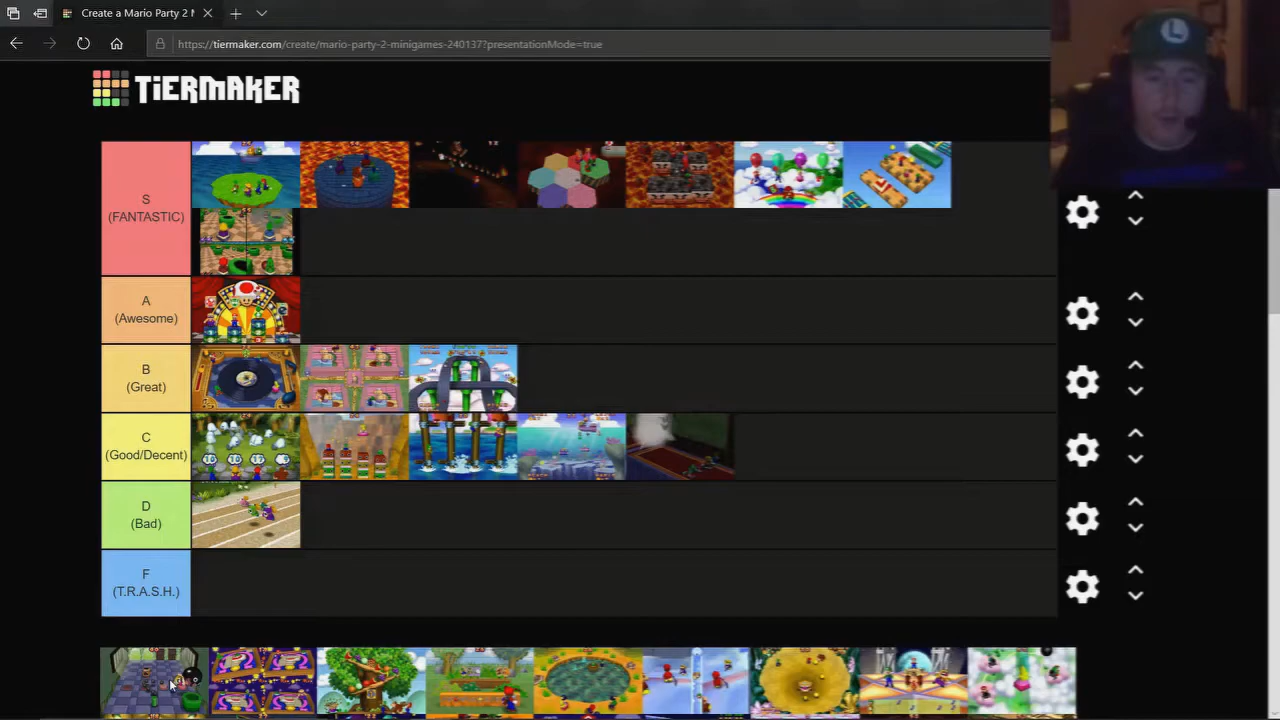 Create a Mario Party 2 M
https://tiermaker.com/create/mario-party-2-minigames-240137?presentationMode=true
TiERMAKER
S
(FANTASTIC)
A
(Awesome)
B
(Great)
C
(Good/Decent)
D
(Bad)
F
(T.R.A.S.H.)